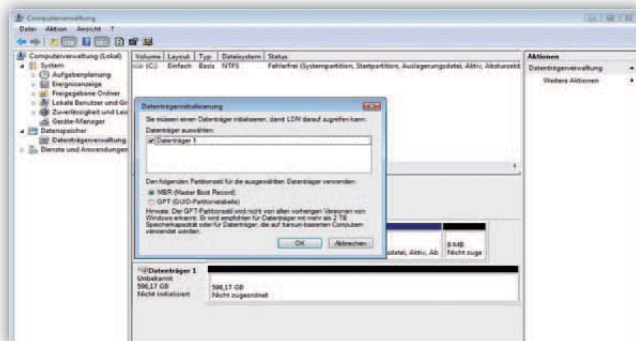 Computerverwaltung
Datei Aktion Ansicht ?
Computerverwaltung (Lokal)
System
Aufgabenplanung
Ereignisanzeige
Freigegebene Ordner
Lokale Benutzer und Gr
Zuverlässigkeit und Leis
Geräte-Manager
Datenspeicher
Datenträgerverwaltung
Dienste und Anwendungen
Volume Layout Typ Dateisystem Status
(C:) Einfach Basis NTFS Fehlerfrei (Systempartition, Startpartition, Auslagerungsdatei, Aktiv, Absturzabb
Aktionen
Datenträgerverwaltung
Weitere Aktionen
Datenträgerinitialisierung
Sie müssen einen Datenträger initialisieren, damit LDM darauf zugreifen kann.
Datenträger auswählen:
Datenträger 1
Den folgenden Partitionsstil für die ausgewählten Datenträger verwenden:
MBR (Master Boot Record)
GPT (GUID-Partitionstabelle)
Hinweis: Der GPT-Partitionsstil wird nicht von allen vorherigen Versionen von
Windows erkannt. Er wird empfohlen für Datenträger mit mehr als 2 TB
Speicherkapazität oder für Datenträger, die auf Itanium-basierten Computern
verwendet werden.
OK Abbrechen
sdatei, Aktiv, Ab
8 MB
Nicht zuge
Datenträger 1
Unbekannt
596,17 GB
Nicht initialisiert
596,17 GB
Nicht zugeordnet